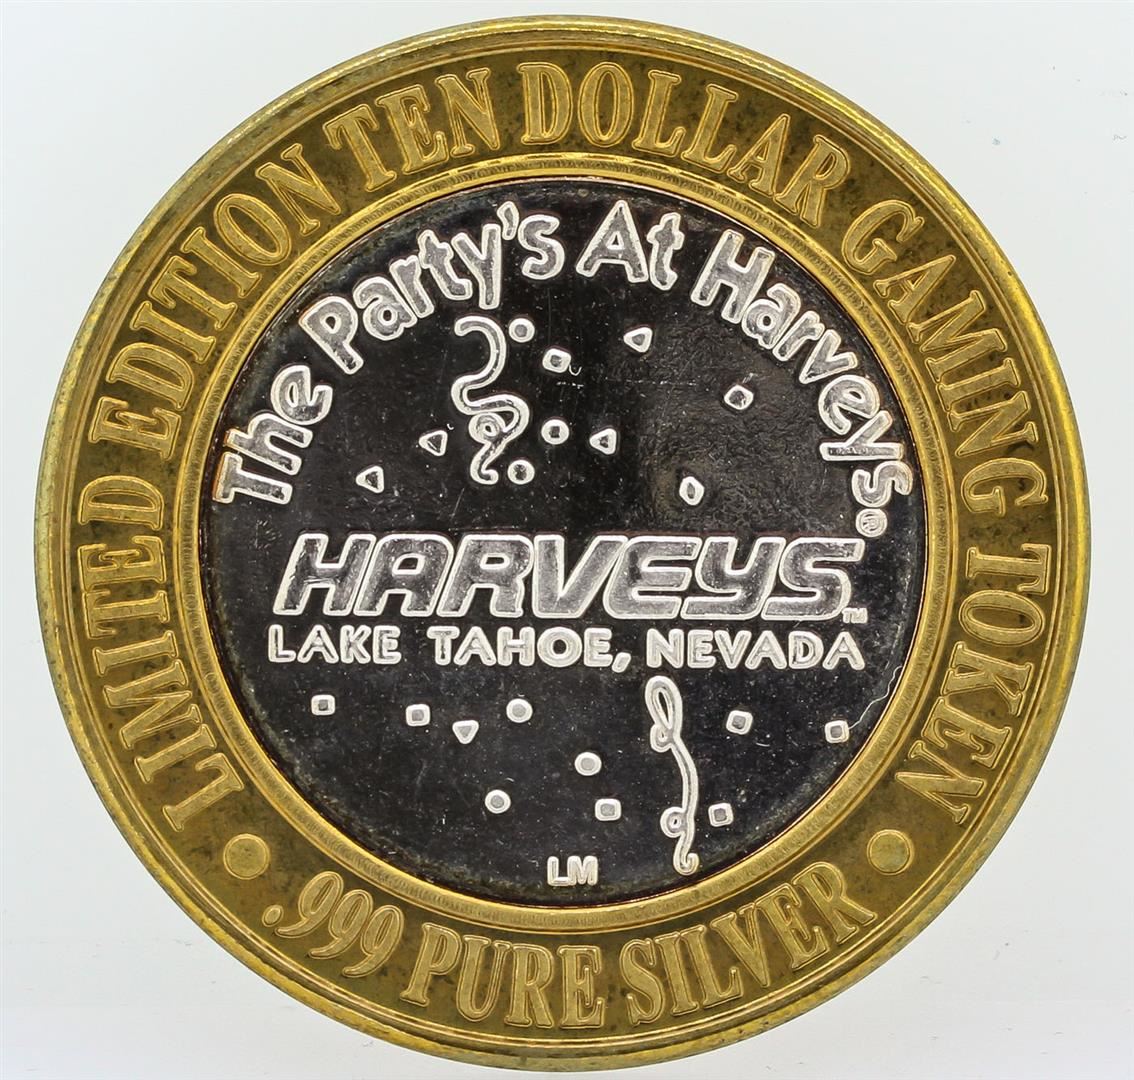 LIMITED EDITION TEN DOLLAR GAMING TOKEN
The Party's At Harveys®
HARVEYS™
LAKE TAHOE, NEVADA
LM
.999 PURE SILVER